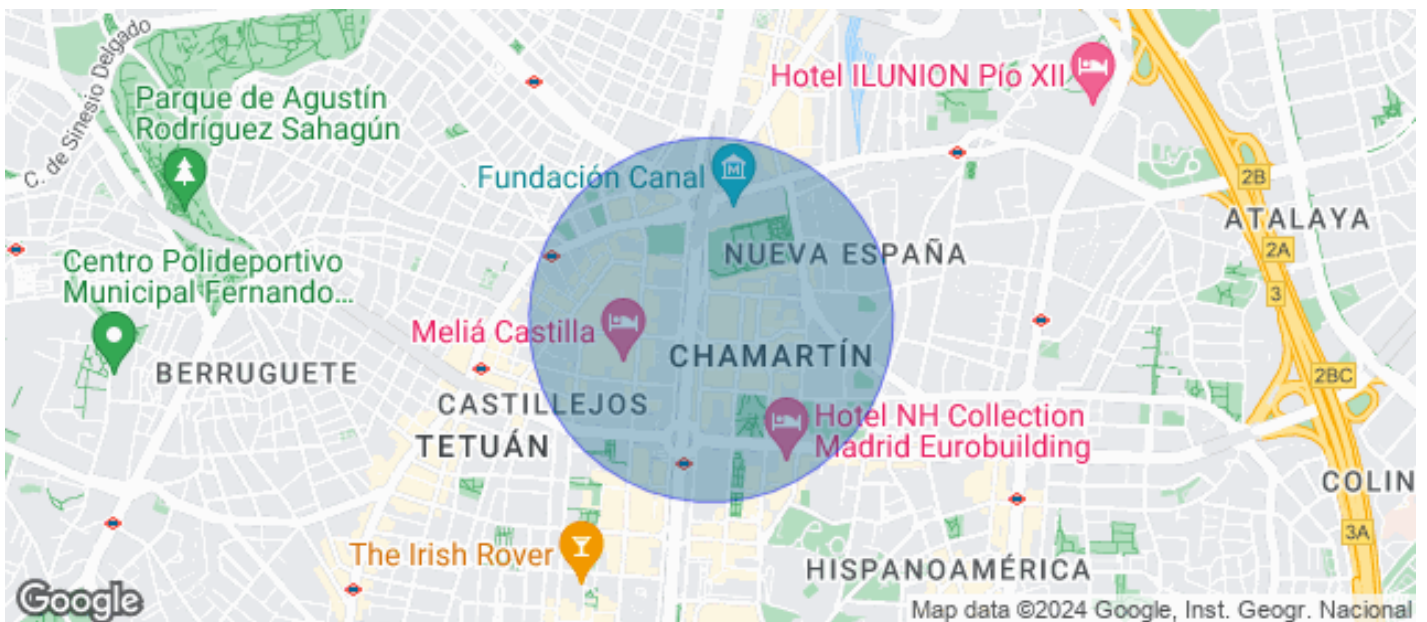 C. de Sinesio Delgado
Parque de Agustín
Rodríguez Sahagún
Hotel ILUNION Pío XII
Fundación Canal
2B
ATALAYA
2A
NUEVA ESPAÑA
Centro Polideportivo
Municipal Fernando...
3
Meliá Castilla
CHAMARTÍN
BERRUGUETE
2BC
CASTILLEJOS
Hotel NH Collection
Madrid Eurobuilding
TETUÁN
COLIN
3A
The Irish Rover
HISPANOAMÉRICA
Google
Map data ©2024 Google, Inst. Geogr. Nacional